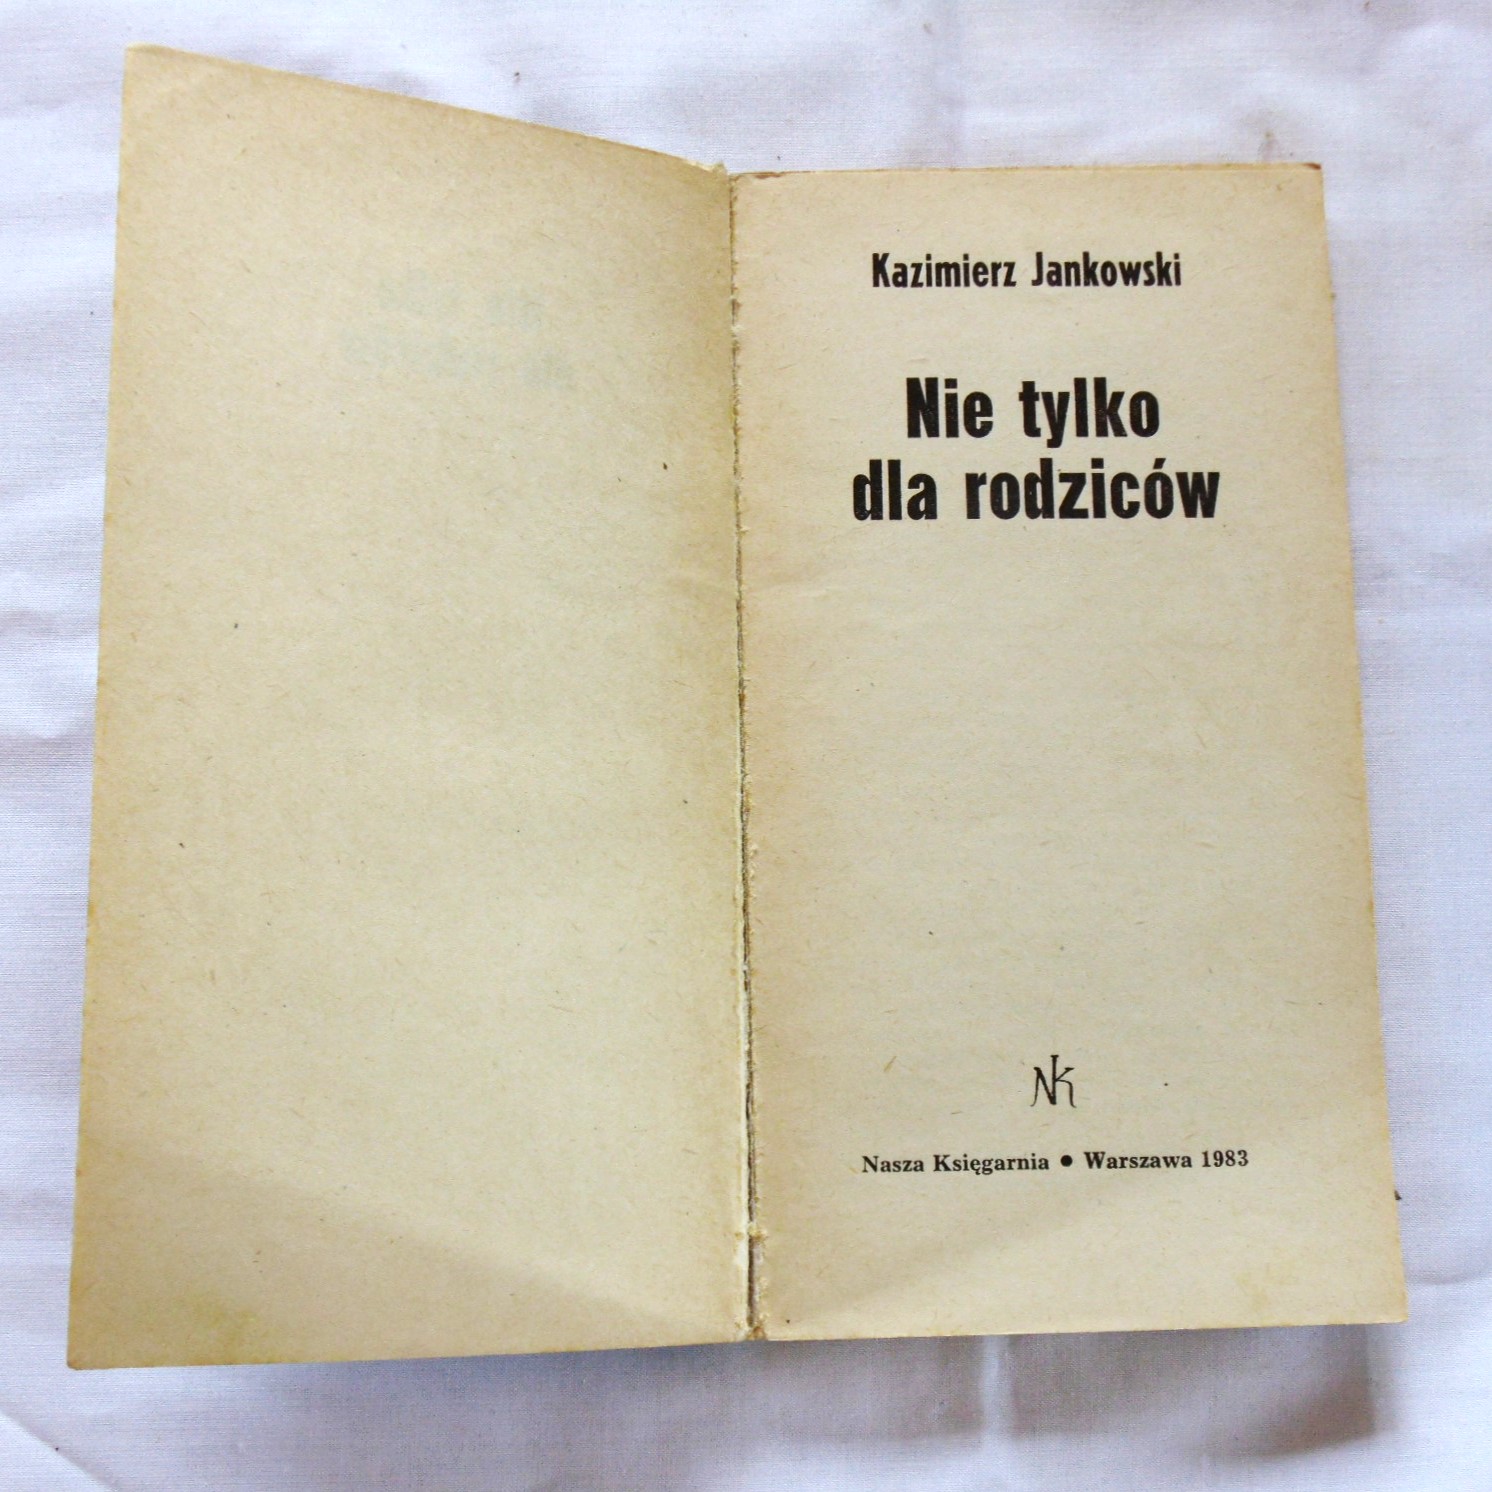 Kazimierz Jankowski
Nie tylko
dla rodziców
NK
Nasza Księgarnia • Warszawa 1983